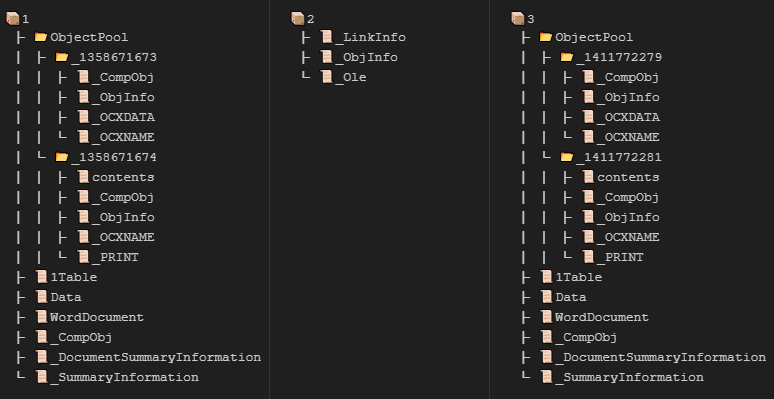 1
ObjectPool
_1358671673
_CompObj
_ObjInfo
_OCXDATA
_OCXNAME
_1358671674
contents
_CompObj
_ObjInfo
_OCXNAME
_PRINT
1Table
Data
WordDocument
_CompObj
_DocumentSummaryInformation
_SummaryInformation
2
_LinkInfo
_ObjInfo
_Ole
3
ObjectPool
_1411772279
_CompObj
_ObjInfo
_OCXDATA
_OCXNAME
_1411772281
contents
_CompObj
_ObjInfo
_OCXNAME
_PRINT
1Table
Data
WordDocument
_CompObj
_DocumentSummaryInformation
_SummaryInformation